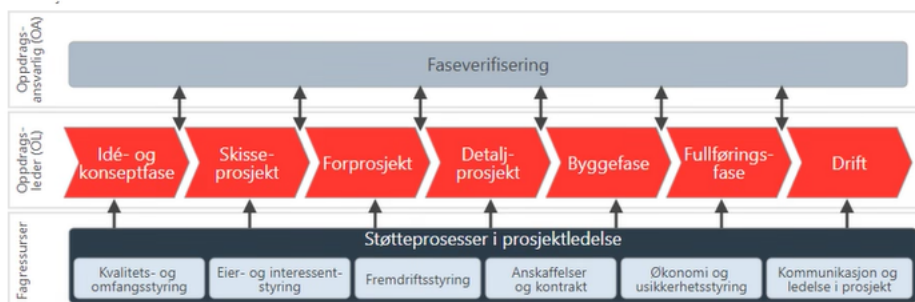 Oppdrags-
ansvarlig (OA)
Faseverifisering
Oppdrags-
leder (OL)
Idé- og
konseptfase
Skisse-
prosjekt
Forprosjekt
Detalj-
prosjekt
Byggefase
Fullførings-
fase
Drift
Fagressurser
Støtteprosesser i prosjektledelse
Kvalitets- og
omfangsstyring
Eier- og interessent-
styring
Fremdriftsstyring
Anskaffelser
og kontrakt
Økonomi og
usikkerhetsstyring
Kommunikasjon og
ledelse i prosjekt